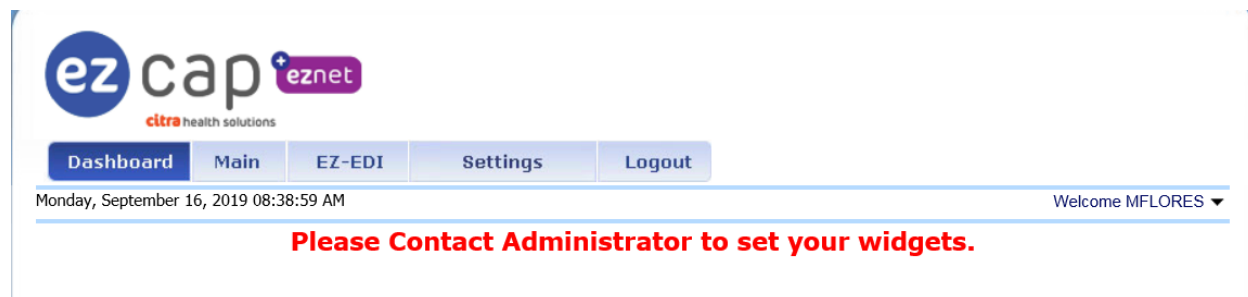 ez cap + eznet
citra health solutions
Dashboard Main EZ-EDI Settings Logout
Monday, September 16, 2019 08:38:59 AM Welcome MFLORES
Please Contact Administrator to set your widgets.